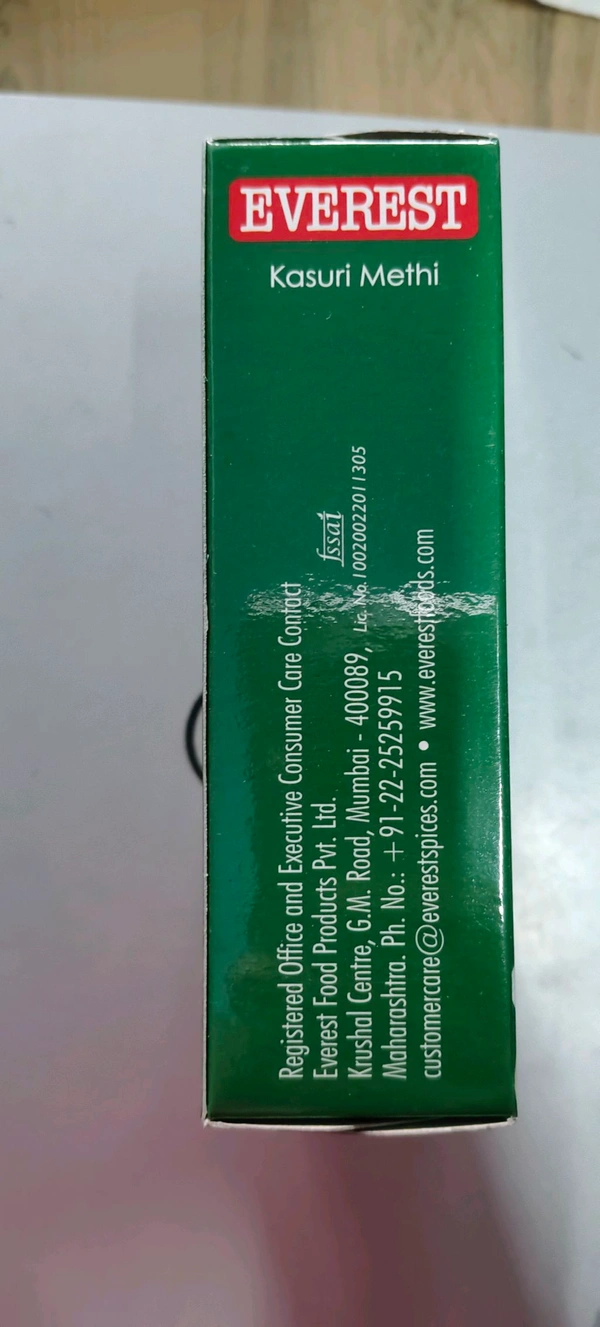 EVEREST
Kasuri Methi
Registered Office and Executive Consumer Care Contact
Everest Food Products Pvt. Ltd.
Krushal Centre, G.M. Road, Mumbai - 400089,
Maharashtra. Ph. No.: + 91-22-25259915
customercare@everestspices.com • www.everestfoods.com
fssai
Lic. No. 10020022011305